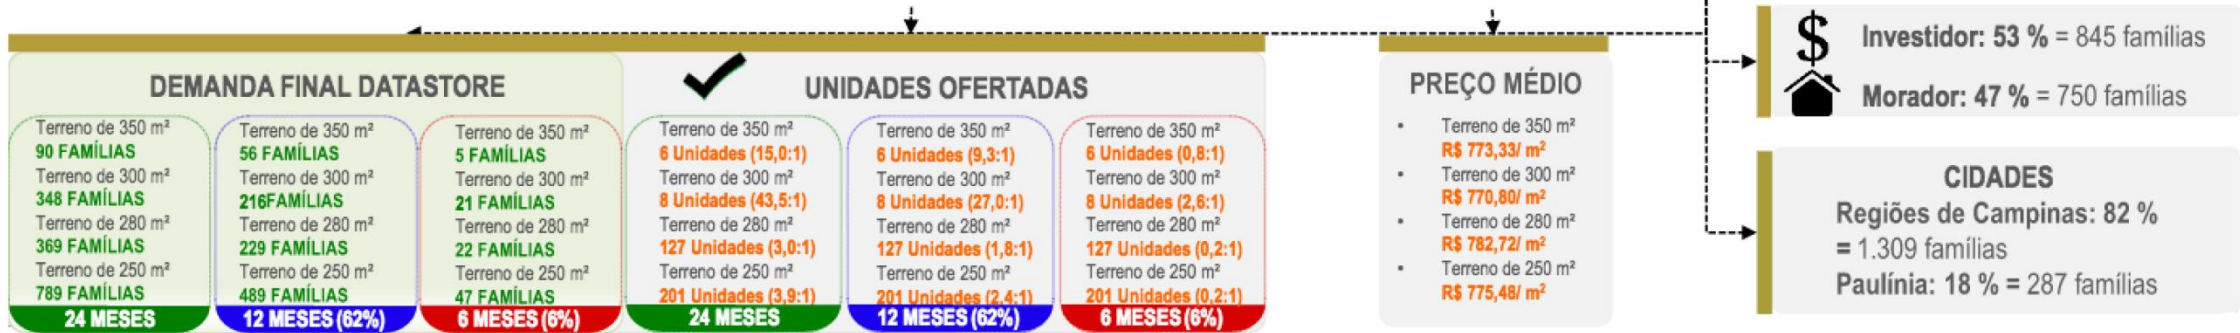 DEMANDA FINAL DATASTORE
Terreno de 350 m²
90 FAMÍLIAS
Terreno de 300 m²
348 FAMÍLIAS
Terreno de 280 m²
369 FAMÍLIAS
Terreno de 250 m²
789 FAMÍLIAS
24 MESES
Terreno de 350 m²
56 FAMÍLIAS
Terreno de 300 m²
216FAMÍLIAS
Terreno de 280 m²
229 FAMÍLIAS
Terreno de 250 m²
489 FAMÍLIAS
12 MESES (62%)
Terreno de 350 m²
5 FAMÍLIAS
Terreno de 300 m²
21 FAMÍLIAS
Terreno de 280 m²
22 FAMÍLIAS
Terreno de 250 m²
47 FAMÍLIAS
6 MESES (6%)
UNIDADES OFERTADAS
Terreno de 350 m²
6 Unidades (15,0:1)
Terreno de 300 m²
8 Unidades (43,5:1)
Terreno de 280 m²
127 Unidades (3,0:1)
Terreno de 250 m²
201 Unidades (3,9:1)
24 MESES
Terreno de 350 m²
6 Unidades (9,3:1)
Terreno de 300 m²
8 Unidades (27,0:1)
Terreno de 280 m²
127 Unidades (1,8:1)
Terreno de 250 m²
201 Unidades (2,4:1)
12 MESES (62%)
Terreno de 350 m²
6 Unidades (0,8:1)
Terreno de 300 m²
8 Unidades (2,6:1)
Terreno de 280 m²
127 Unidades (0,2:1)
Terreno de 250 m²
201 Unidades (0,2:1)
6 MESES (6%)
PREÇO MÉDIO
• Terreno de 350 m²
R$ 773,33/ m²
• Terreno de 300 m²
R$ 770,80/ m²
• Terreno de 280 m²
R$ 782,72/ m²
• Terreno de 250 m²
R$ 775,48/ m²
$
Investidor: 53 % = 845 famílias
Morador: 47 % = 750 famílias
CIDADES
Regiões de Campinas: 82 %
= 1.309 famílias
Paulínia: 18 % = 287 famílias